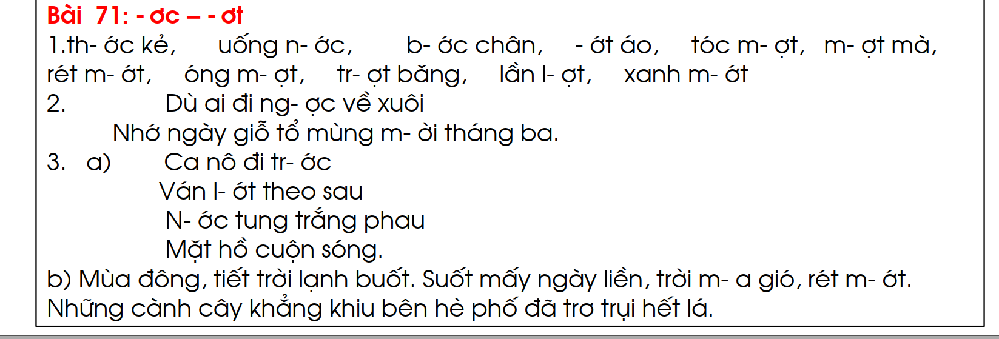 Bài 71: - ơc – - ơt
1.th- ớc kẻ, uống n- ớc, b- ớc chân, - ớt áo, tóc m- ợt, m- ợt mà,
rét m- ớt, óng m- ợt, tr- ợt băng, lần l- ợt, xanh m- ớt
2. Dù ai đi ng- ợc về xuôi
Nhớ ngày giỗ tổ mùng m- ời tháng ba.
3. a) Ca nô đi tr- ớc
Ván l- ớt theo sau
N- ớc tung trắng phau
Mặt hồ cuộn sóng.
b) Mùa đông, tiết trời lạnh buốt. Suốt mấy ngày liền, trời m- a gió, rét m- ớt.
Những cành cây khẳng khiu bên hè phố đã trơ trụi hết lá.